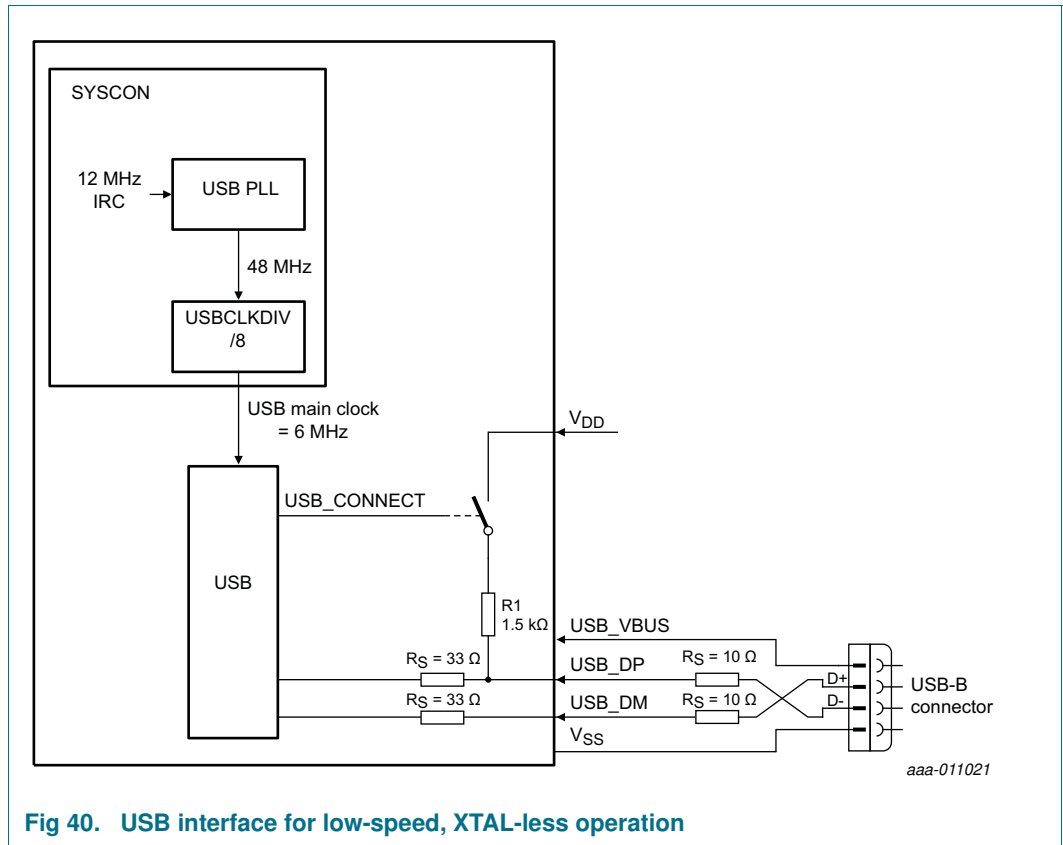 SYSCON
12 MHz
IRC
USB PLL
48 MHz
USBCLKDIV
/8
USB main clock
= 6 MHz
VDD
USB_CONNECT
USB
R1
1.5 kΩ
USB_VBUS
RS = 33 Ω
USB_DP
RS = 10 Ω
D+
USB-B
connector
RS = 33 Ω
USB_DM
RS = 10 Ω
D-
VSS
aaa-011021
Fig 40. USB interface for low-speed, XTAL-less operation